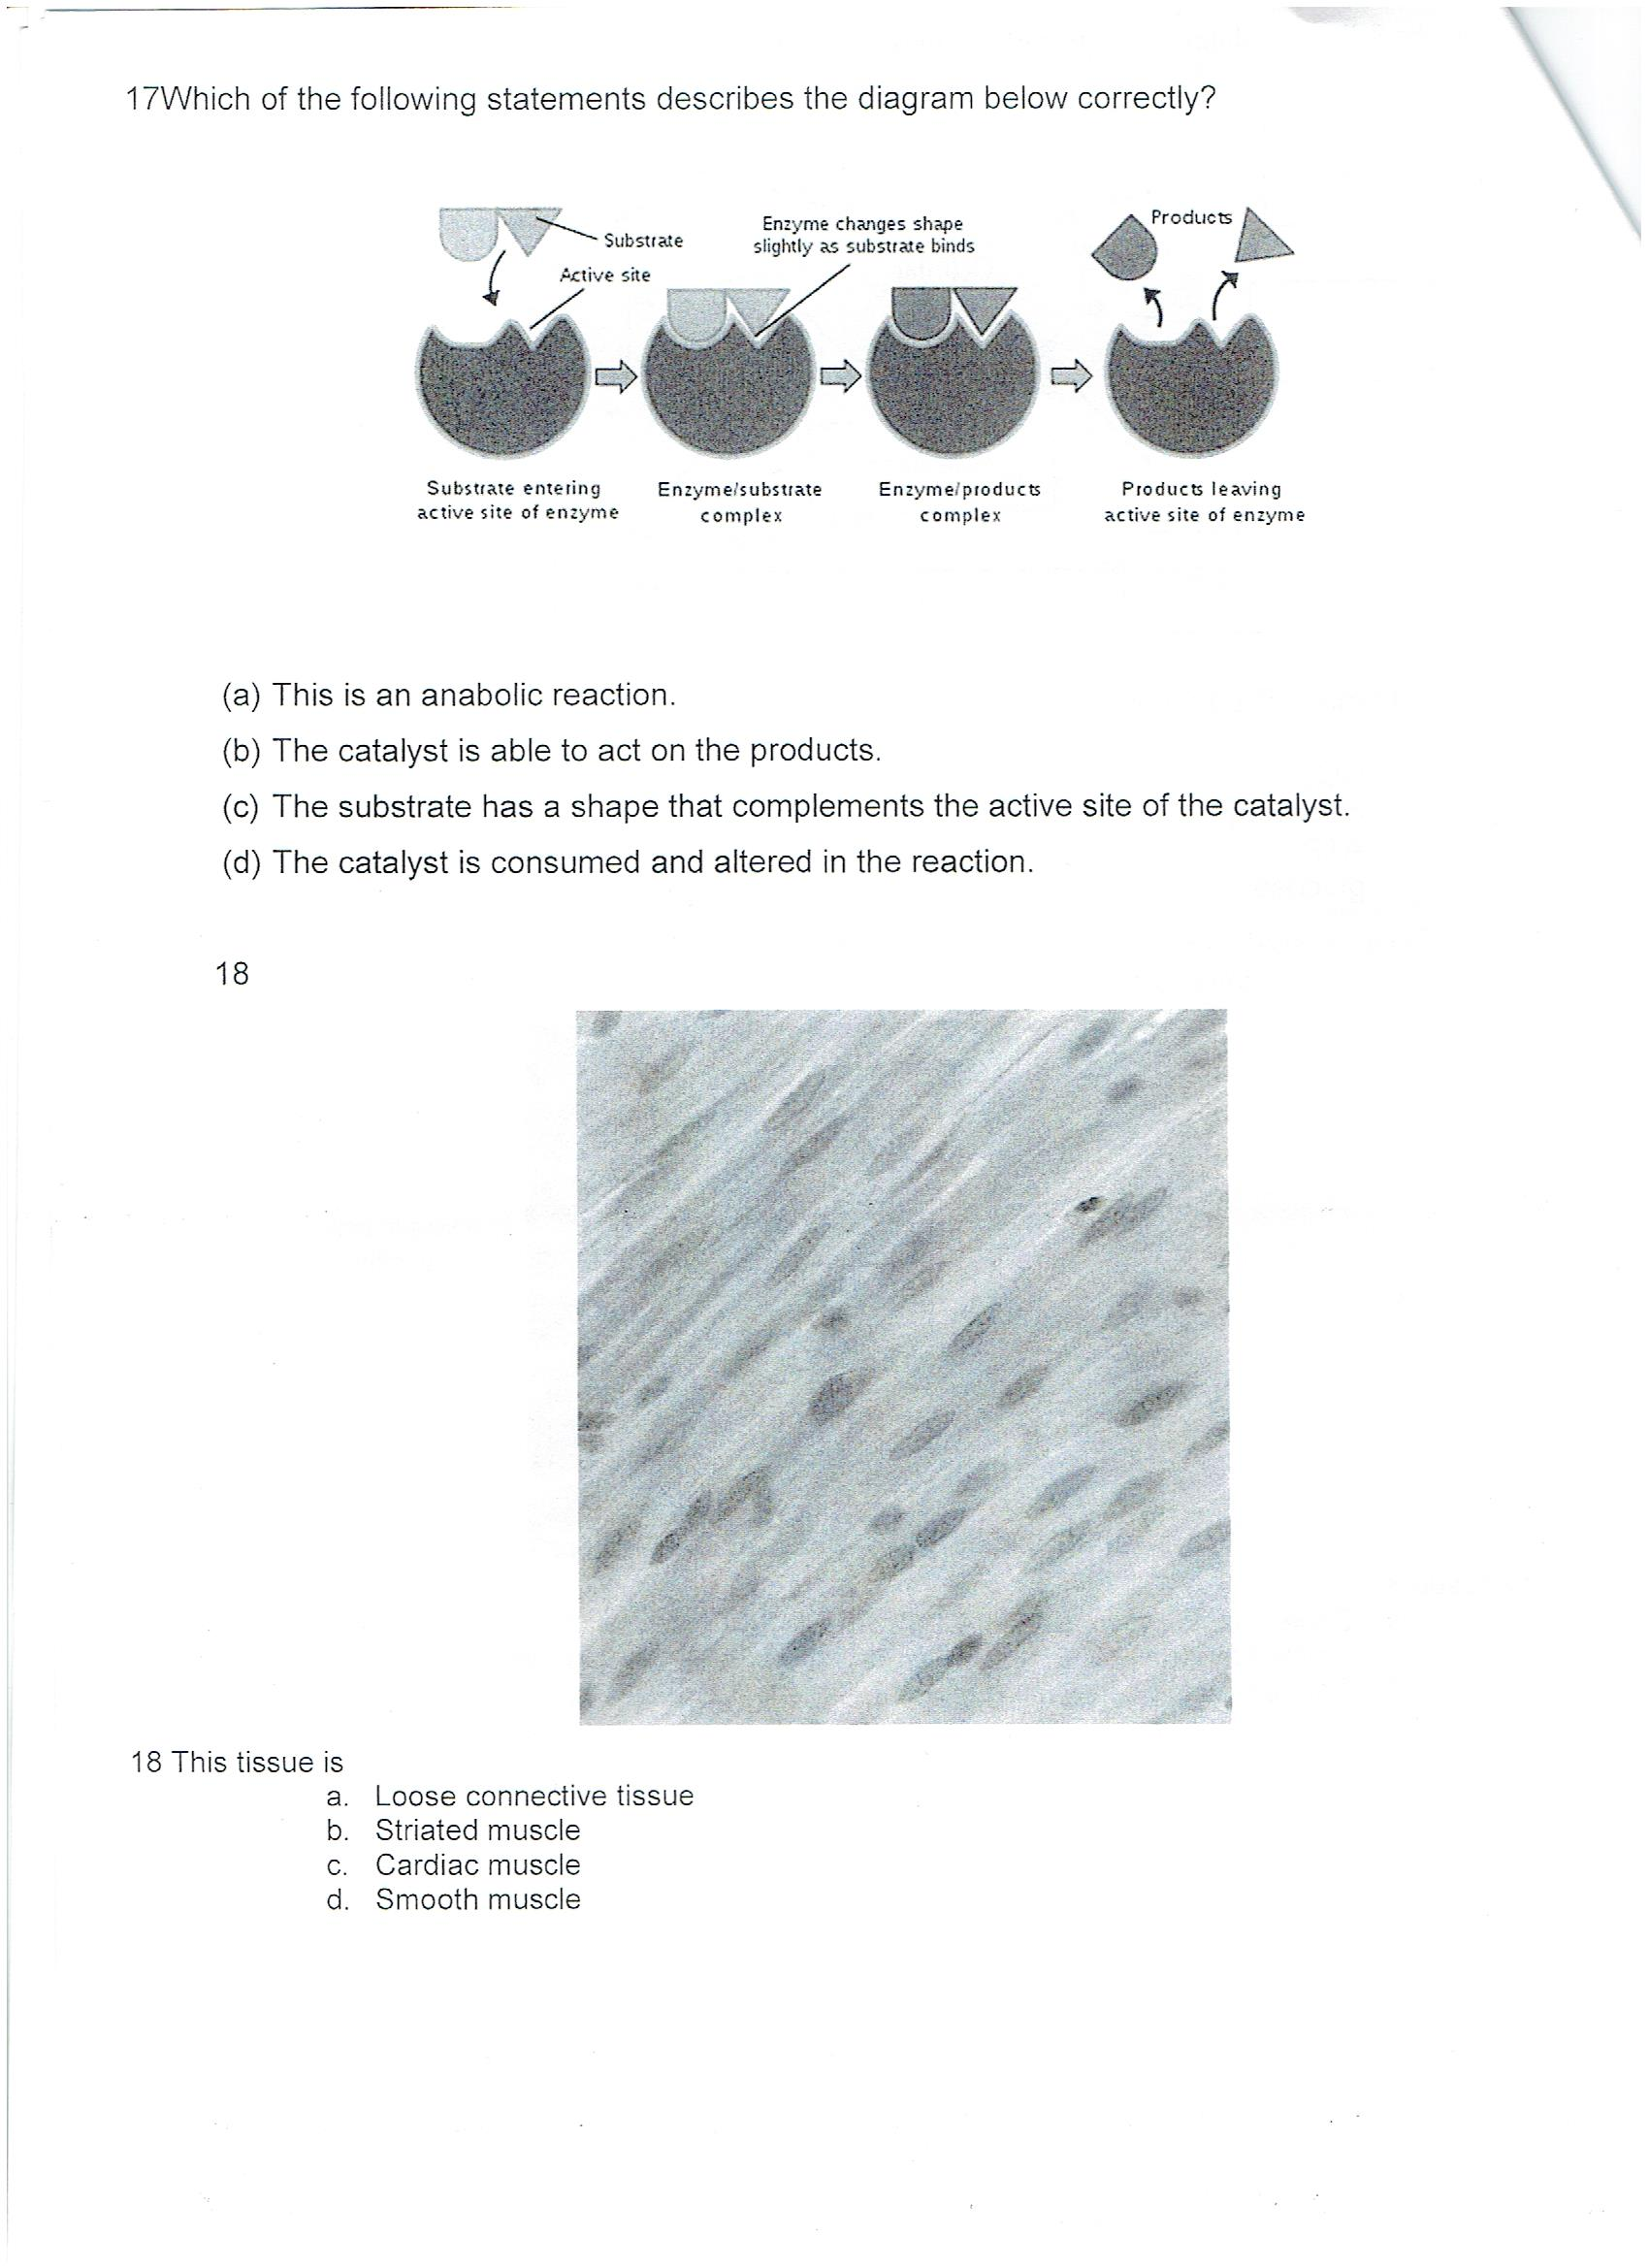 17Which of the following statements describes the diagram below correctly?
Substrate
Active site
Enzyme changes shape
slightly as substrate binds
Products
Substrate entering
active site of enzyme
Enzyme/substrate
complex
Enzyme/products
complex
Products leaving
active site of enzyme
(a) This is an anabolic reaction.
(b) The catalyst is able to act on the products.
(c) The substrate has a shape that complements the active site of the catalyst.
(d) The catalyst is consumed and altered in the reaction.
18
18 This tissue is
a. Loose connective tissue
b. Striated muscle
c. Cardiac muscle
d. Smooth muscle